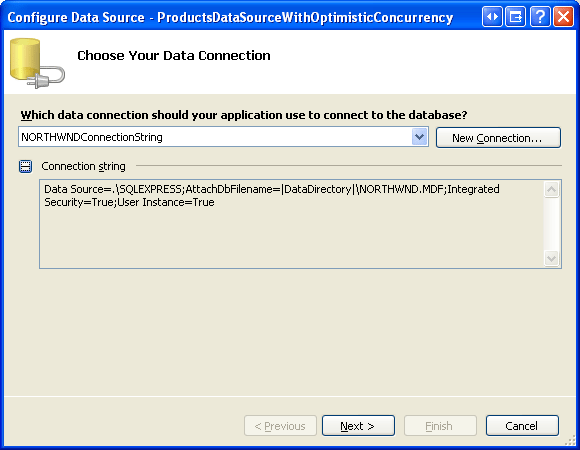 Configure Data Source - ProductsDataSourceWithOptimisticConcurrency
Choose Your Data Connection
Which data connection should your application use to connect to the database?
NORTHWNDConnectionString
New Connection...
Connection string
Data Source=.\SQLEXPRESS;AttachDbFilename=|DataDirectory|\NORTHWND.MDF;Integrated
Security=True;User Instance=True
< Previous
Next >
Finish
Cancel